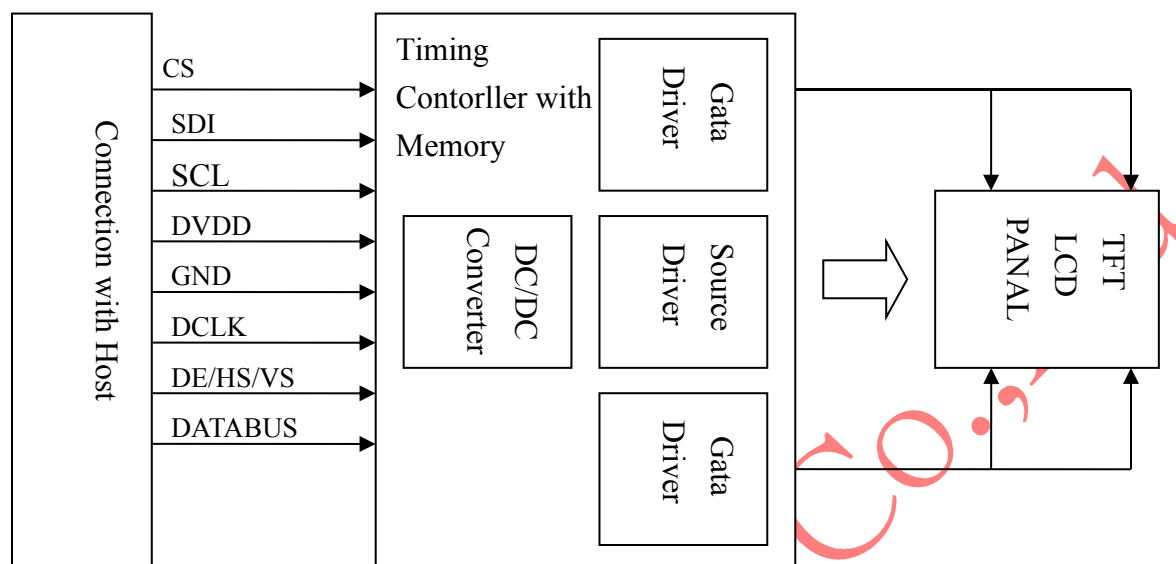 Connection with Host
CS
SDI
SCL
DVDD
GND
DCLK
DE/HS/VS
DATABUS
Timing
Contorller with
Memory
Gata
Driver
DC/DC
Converter
Source
Driver
Gata
Driver
TFT
LCD
PANAL
Co.,